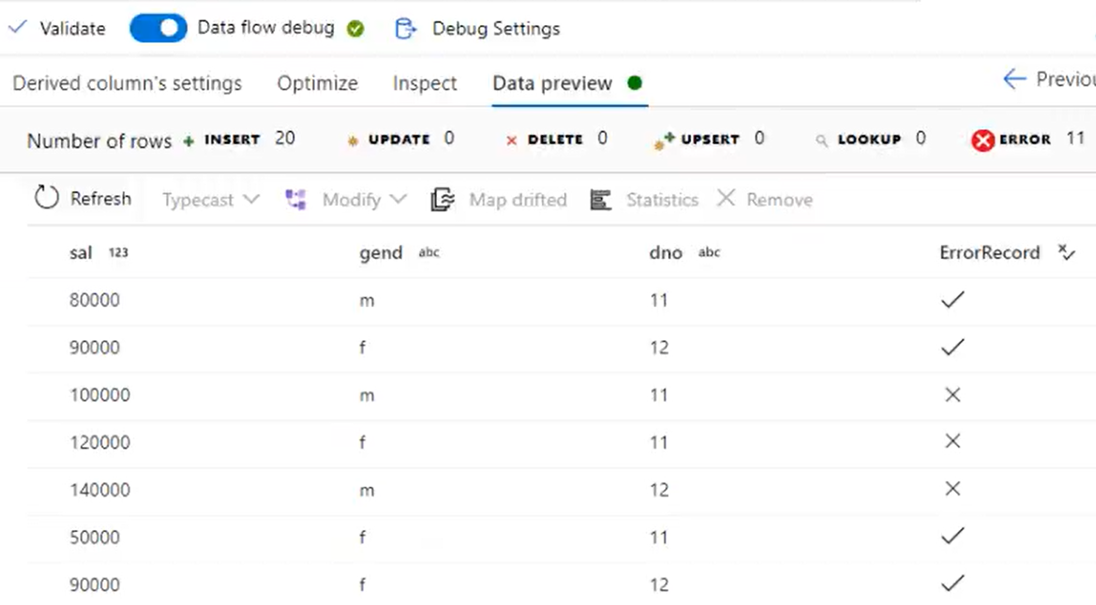 Validate Data flow debug Debug Settings
Derived column's settings Optimize Inspect Data preview Previou
Number of rows INSERT 20 UPDATE 0 DELETE 0 UPSERT 0 LOOKUP 0 ERROR 11
Refresh Typecast Modify Map drifted Statistics Remove
sal 123 gend abc dno abc ErrorRecord
80000 m 11
90000 f 12
100000 m 11
120000 f 11
140000 m 12
50000 f 11
90000 f 12